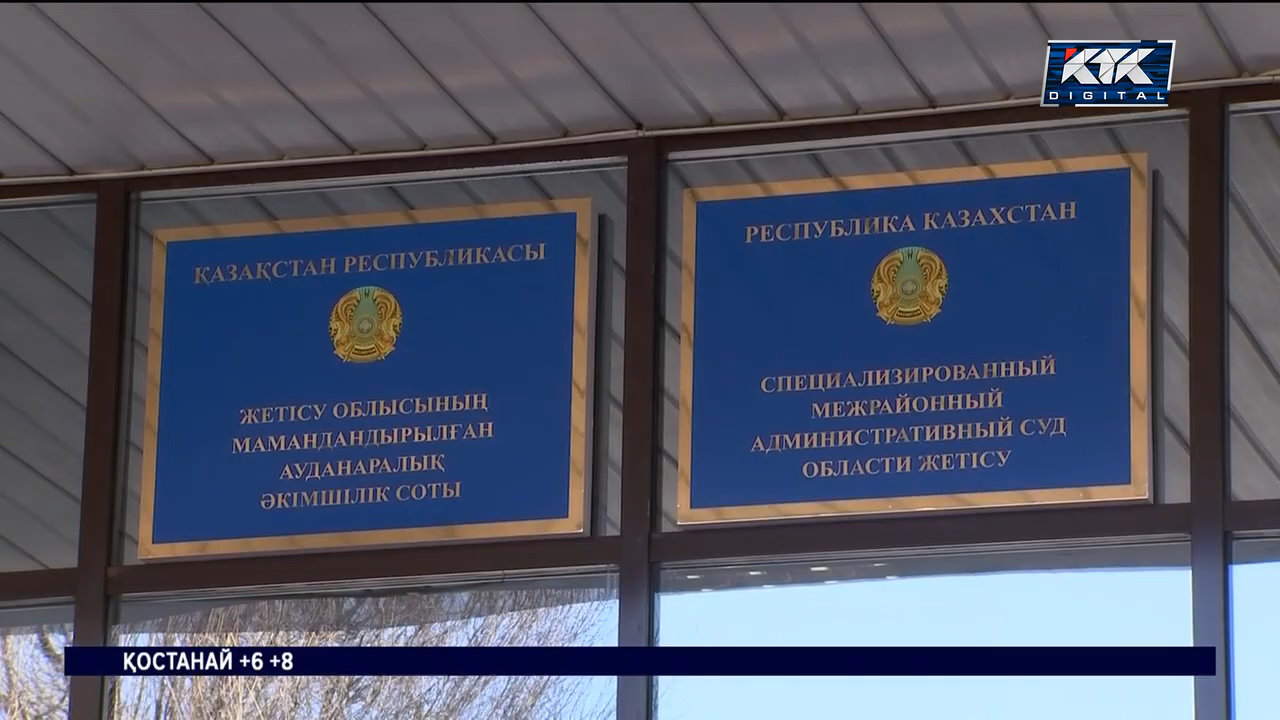 КТК
DIGITAL
ҚАЗАҚСТАН РЕСПУБЛИКАСЫ
ЖЕТІСУ ОБЛЫСЫНЫҢ
МАМАНДАНДЫРЫЛҒАН
АУДАНАРАЛЫҚ
ӘКІМШІЛІК СОТЫ
РЕСПУБЛИКА КАЗАХСТАН
СПЕЦИАЛИЗИРОВАННЫЙ
МЕЖРАЙОННЫЙ
АДМИНИСТРАТИВНЫЙ СУД
ОБЛАСТИ ЖЕТІСУ
ҚОСТАНАЙ +6 +8